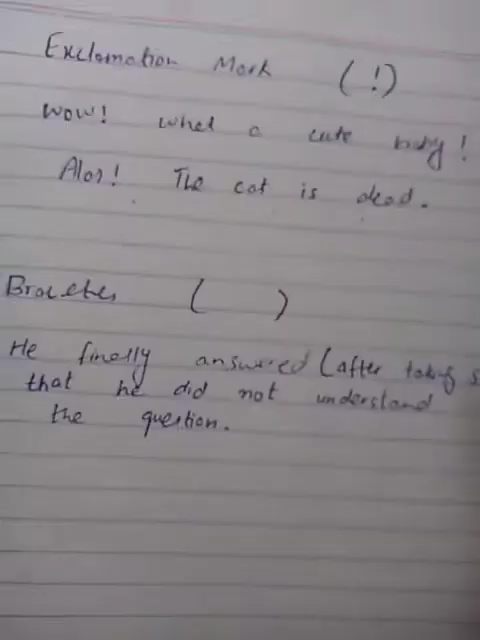 Exclamation Mark (!)
Wow! what a cute baby!
Alas! The cat is dead.
Brackets ( )
He finally answered (after taking
that he did not understand
the question.